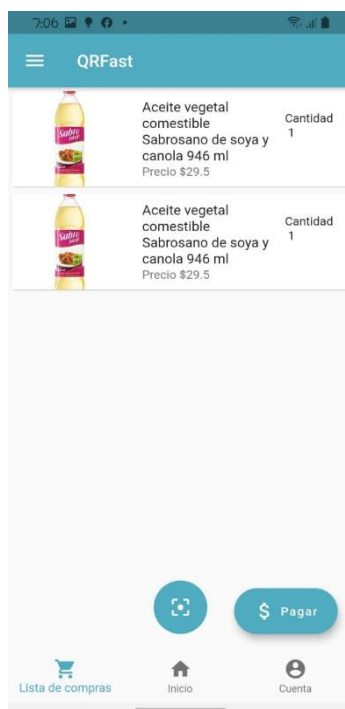 7:06
QRFast
Aceite vegetal
comestible
Sabrosano de soya y
canola 946 ml
Precio $29.5
Cantidad
1
Aceite vegetal
comestible
Sabrosano de soya y
canola 946 ml
Precio $29.5
Cantidad
1
$ Pagar
Lista de compras
Inicio
Cuenta